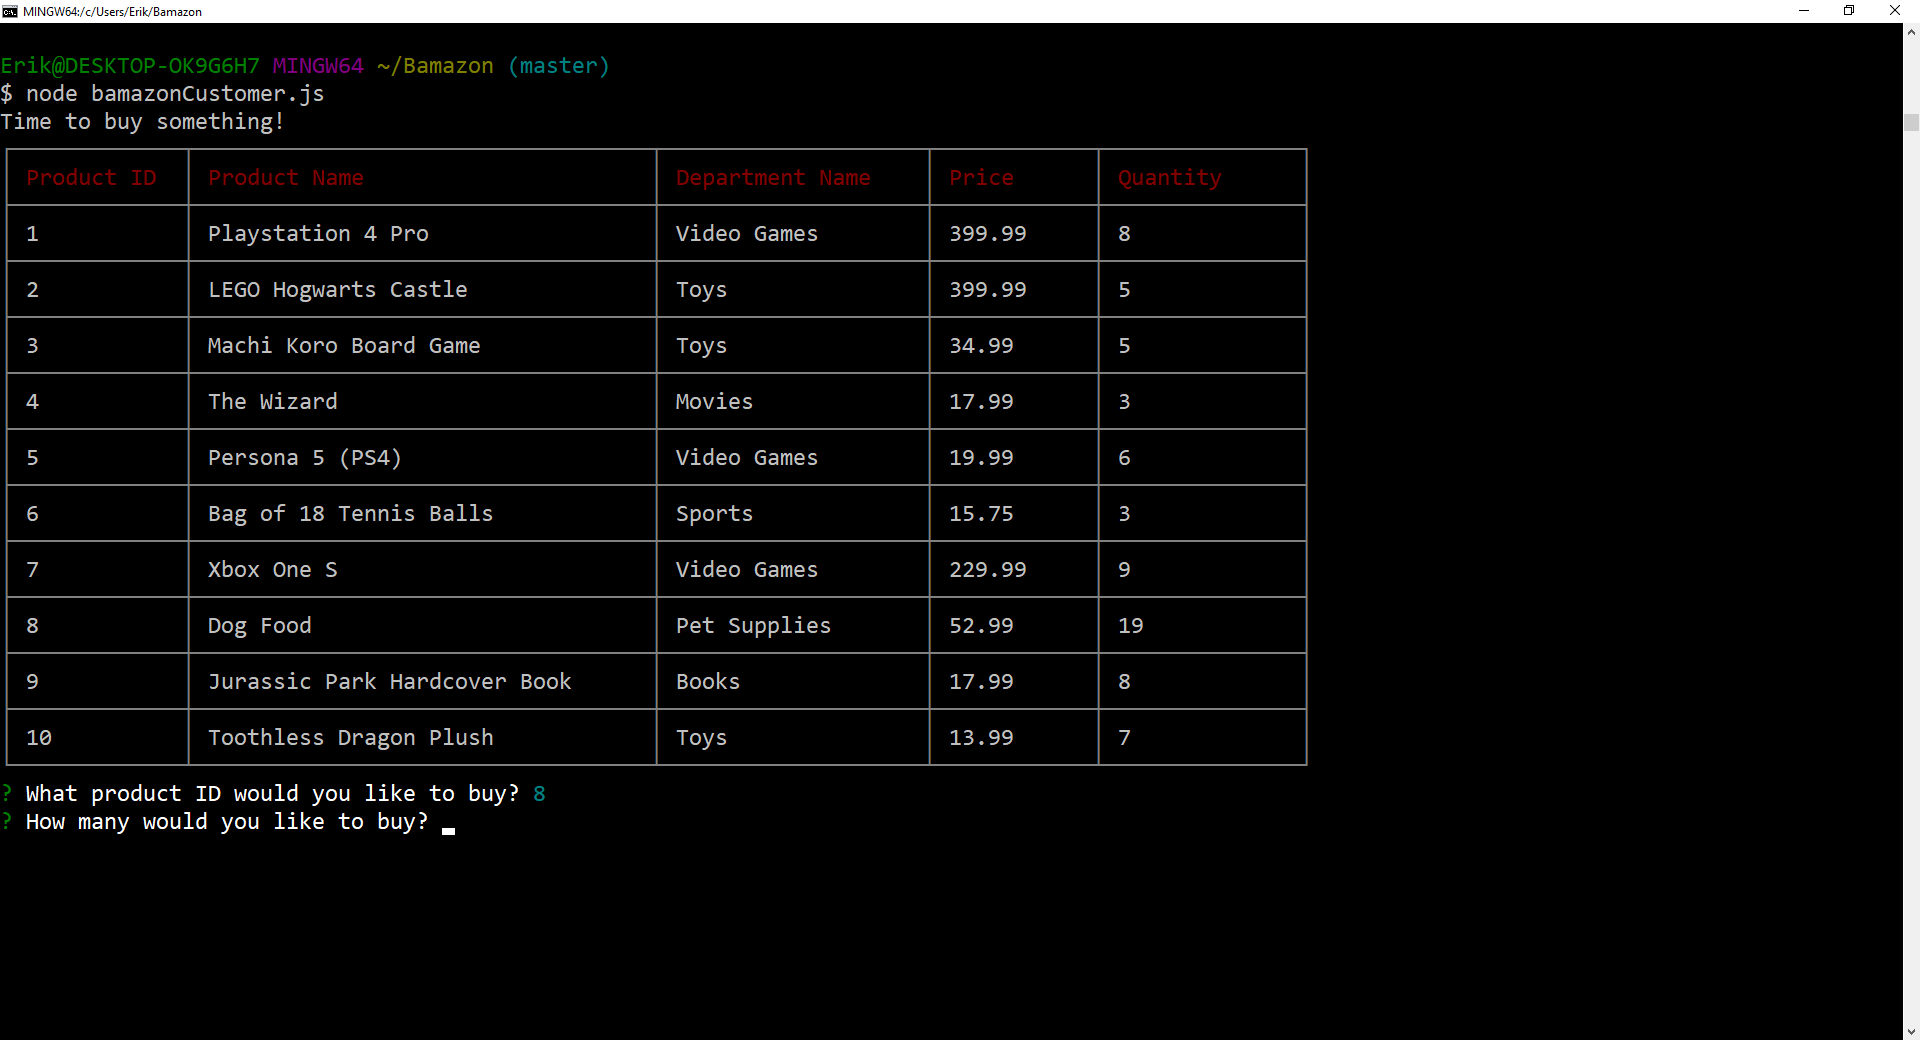 MINGW64:/c/Users/Erik/Bamazon
Erik@DESKTOP-OK9G6H7 MINGW64 ~/Bamazon (master)
$ node bamazonCustomer.js
Time to buy something!
Product ID Product Name Department Name Price Quantity
1 Playstation 4 Pro Video Games 399.99 8
2 LEGO Hogwarts Castle Toys 399.99 5
3 Machi Koro Board Game Toys 34.99 5
4 The Wizard Movies 17.99 3
5 Persona 5 (PS4) Video Games 19.99 6
6 Bag of 18 Tennis Balls Sports 15.75 3
7 Xbox One S Video Games 229.99 9
8 Dog Food Pet Supplies 52.99 19
9 Jurassic Park Hardcover Book Books 17.99 8
10 Toothless Dragon Plush Toys 13.99 7
? What product ID would you like to buy? 8
? How many would you like to buy?